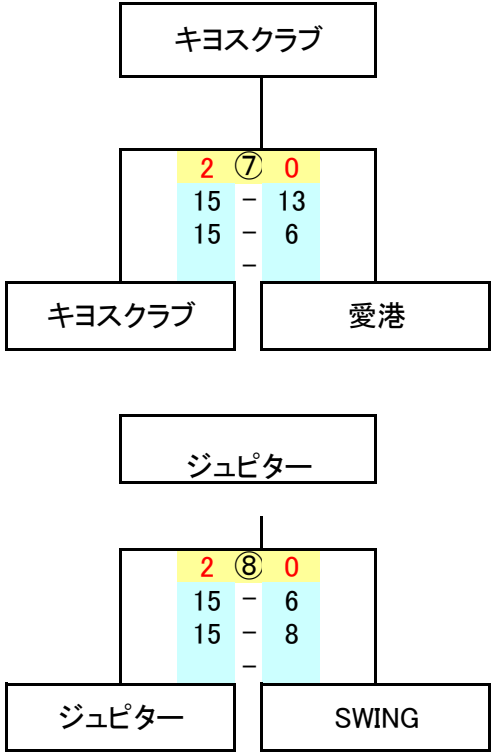 キヨスクラブ
2 ⑦ 0
15 - 13
15 - 6
-
キヨスクラブ 愛港
ジュピター
2 ⑧ 0
15 - 6
15 - 8
-
ジュピター SWING